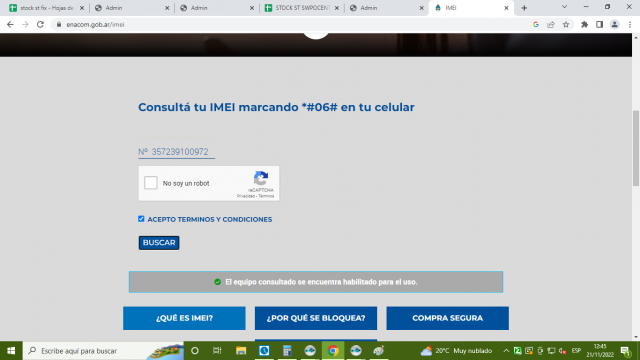 stock st fix - Hojas de
Admin
Admin
STOCK ST SWPOCENT
Admin
IMEI
enacom.gob.ar/imei
Consultá tu IMEI marcando *#06# en tu celular
Nº 357239100972
No soy un robot
reCAPTCHA
Privacidad - Términos
ACEPTO TERMINOS Y CONDICIONES
BUSCAR
El equipo consultado se encuentra habilitado para el uso.
¿QUÉ ES IMEI?
¿POR QUÉ SE BLOQUEA?
COMPRA SEGURA
Escribe aquí para buscar
20°C Muy nublado
ESP
12:45
21/11/2022